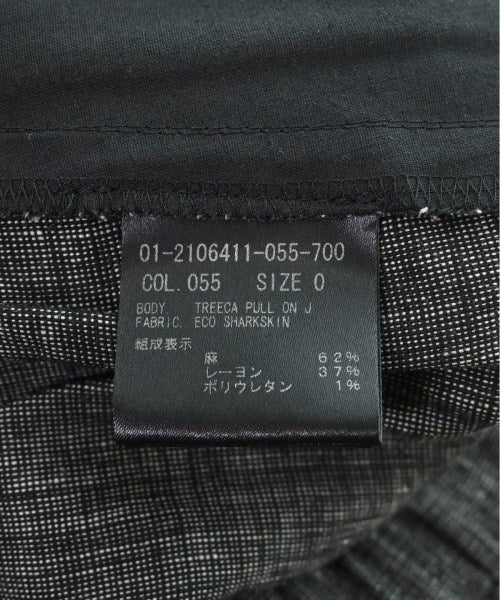 01-2106411-055-700
COL. 055 SIZE 0
BODY. TREECA PULL ON J
FABRIC. ECO SHARKSKIN
組成表示
麻 62%
レーヨン 37%
ポリウレタン 1%